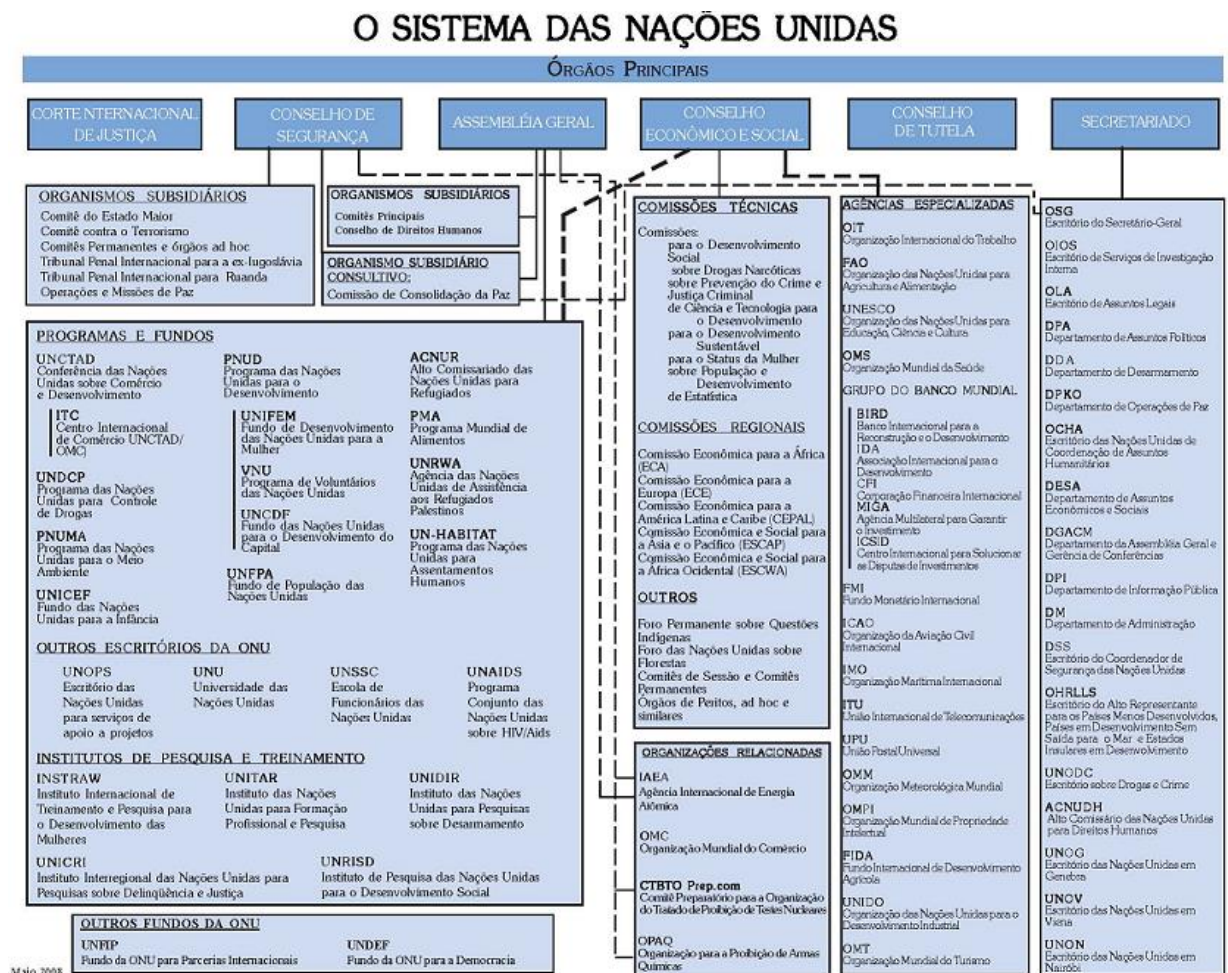 O SISTEMA DAS NAÇÕES UNIDAS
ÓRGÃOS PRINCIPAIS
CORTE NTERNACIONAL
DE JUSTIÇA
CONSELHO DE
SEGURANÇA
ASSEMBLÉIA GERAL
CONSELHO
ECONÔMICO E SOCIAL
CONSELHO
DE TUTELA
SECRETARIADO
ORGANISMOS SUBSIDIÁRIOS
Comitê do Estado Maior
Comitê contra o Terrorismo
Comitês Permanentes e órgãos ad hoc
Tribunal Penal Internacional para a ex-Iugoslávia
Tribunal Penal Internacional para Ruanda
Operações e Missões de Paz
ORGANISMOS SUBSIDIÁRIOS
Comitês Principais
Conselho de Direitos Humanos
ORGANISMO SUBSIDIÁRIO
CONSULTIVO:
Comissão de Consolidação da Paz
PROGRAMAS E FUNDOS
UNCTAD
Conferência das Nações
Unidas sobre Comércio
e Desenvolvimento
ITC
Centro Internacional
de Comércio UNCTAD/
OMC)
UNDCP
Programa das Nações
Unidas para Controle
de Drogas
PNUMA
Programa das Nações
Unidas para o Meio
Ambiente
UNICEF
Fundo das Nações
Unidas para a Infância
PNUD
Programa das Nações
Unidas para o
Desenvolvimento
UNIFEM
Fundo de Desenvolvimento
das Nações Unidas para a
Mulher
VNU
Programa de Voluntários
das Nações Unidas
UNCDF
Fundo das Nações Unidas
para o Desenvolvimento do
Capital
UNFPA
Fundo de População das
Nações Unidas
ACNUR
Alto Comissariado das
Nações Unidas para
Refugiados
PMA
Programa Mundial de
Alimentos
UNRWA
Agência das Nações
Unidas de Assistência
aos Refugiados
Palestinos
UN-HABITAT
Programa das Nações
Unidas para
Assentamentos
Humanos
OUTROS ESCRITÓRIOS DA ONU
UNOPS
Escritório das
Nações Unidas
para serviços de
apoio a projetos
UNU
Universidade das
Nações Unidas
UNSSC
Escola de
Funcionários das
Nações Unidas
UNAIDS
Programa
Conjunto das
Nações Unidas
sobre HIV/Aids
INSTITUTOS DE PESQUISA E TREINAMENTO
INSTRAW
Instituto Internacional de
Treinamento e Pesquisa para
o Desenvolvimento das
Mulheres
UNITAR
Instituto das Nações
Unidas para Formação
Profissional e Pesquisa
UNIDIR
Instituto das Nações
Unidas para Pesquisas
sobre Desarmamento
UNICRI
Instituto Interregional das Nações Unidas para
Pesquisas sobre Delinqüência e Justiça
UNRISD
Instituto de Pesquisa das Nações Unidas
para o Desenvolvimento Social
OUTROS FUNDOS DA ONU
UNFIP
Fundo da ONU para Parcerias Internacionais
UNDEF
Fundo da ONU para a Democracia
Maio 2008
COMISSÕES TÉCNICAS
Comissões:
para o Desenvolvimento
Social
sobre Drogas Narcóticas
sobre Prevenção do Crime e
Justiça Criminal
de Ciência e Tecnologia para
o Desenvolvimento
para o Desenvolvimento
Sustentável
para o Status da Mulher
sobre População e
Desenvolvimento
de Estatística
COMISSÕES REGIONAIS
Comissão Econômica para a África
(ECA)
Comissão Econômica para a
Europa (ECE)
Comissão Econômica para a
América Latina e Caribe (CEPAL)
Comissão Econômica e Social para
a Asia e o Pacífico (ESCAP)
Comissão Econômica e Social para
a África Ocidental (ESCWA)
OUTROS
Foro Permanente sobre Questões
Indígenas
Foro das Nações Unidas sobre
Florestas
Comitês de Sessão e Comitês
Permanentes
Órgãos de Peritos, ad hoc e
similares
ORGANIZAÇÕES RELACIONADAS
IAEA
Agência Internacional de Energia
Atômica
OMC
Organização Mundial do Comércio
CTBTO Prep.com
Comitê Preparatório para a Organização
do Tratado de Proibição de Testes Nucleares
OPAQ
Organização para a Proibição de Armas
Químicas
AGÊNCIAS ESPECIALIZADAS
OIT
Organização Internacional do Trabalho
FAO
Organização das Nações Unidas para
Agricultura e Alimentação
UNESCO
Organização das Nações Unidas para
Educação, Ciência e Cultura
OMS
Organização Mundial da Saúde
GRUPO DO BANCO MUNDIAL
BIRD
Banco Internacional para a
Reconstrução e o Desenvolvimento
IDA
Associação Internacional para o
Desenvolvimento
CFI
Corporação Financeira Internacional
MIGA
Agência Multilateral para Garantir
o Investimento
ICSID
Centro Internacional para Solucionar
as Disputas de Investimentos
FMI
Fundo Monetário Internacional
ICAO
Organização da Aviação Civil
Internacional
IMO
Organização Marítima Internacional
ITU
União Internacional de Telecomunicações
UPU
União Postal Universal
OMM
Organização Meteorológica Mundial
OMPI
Organização Mundial de Propriedade
Intelectual
FIDA
Fundo Internacional de Desenvolvimento
Agrícola
UNIDO
Organização das Nações Unidas para o
Desenvolvimento Industrial
OMT
Organização Mundial do Turismo
OSG
Escritório do Secretário-Geral
OIOS
Escritório de Serviços de Investigação
Interna
OLA
Escritório de Assuntos Legais
DPA
Departamento de Assuntos Políticos
DDA
Departamento de Desarmamento
DPKO
Departamento de Operações de Paz
OCHA
Escritório das Nações Unidas de
Coordenação de Assuntos
Humanitários
DESA
Departamento de Assuntos
Econômicos e Sociais
DGACM
Departamento da Assembléia Geral e
Gerência de Conferências
DPI
Departamento de Informação Pública
DM
Departamento de Administração
DSS
Escritório do Coordenador de
Segurança das Nações Unidas
OHRLLS
Escritório do Alto Representante
para os Países Menos Desenvolvidos,
Países em Desenvolvimento Sem
Saída para o Mar e Estados
Insulares em Desenvolvimento
UNODC
Escritório sobre Drogas e Crime
ACNUDH
Alto Comissário das Nações Unidas
para Direitos Humanos
UNOG
Escritório das Nações Unidas em
Genebra
UNOV
Escritório das Nações Unidas em
Viena
UNON
Escritório das Nações Unidas em
Nairóbi